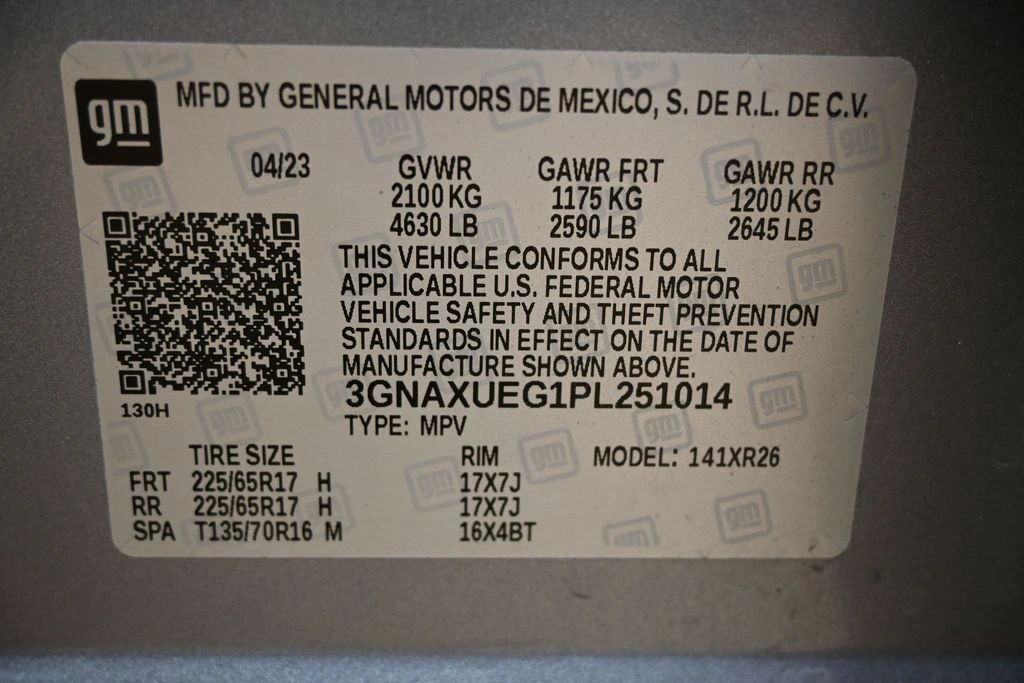 gm
MFD BY GENERAL MOTORS DE MEXICO, S. DE R.L. DE C.V.
04/23 GVWR GAWR FRT GAWR RR
2100 KG 1175 KG 1200 KG
4630 LB 2590 LB 2645 LB
THIS VEHICLE CONFORMS TO ALL
APPLICABLE U.S. FEDERAL MOTOR
VEHICLE SAFETY AND THEFT PREVENTION
STANDARDS IN EFFECT ON THE DATE OF
MANUFACTURE SHOWN ABOVE.
3GNAXUEG1PL251014
130H
TYPE: MPV
TIRE SIZE RIM MODEL: 141XR26
FRT 225/65R17 H 17X7J
RR 225/65R17 H 17X7J
SPA T135/70R16 M 16X4BT